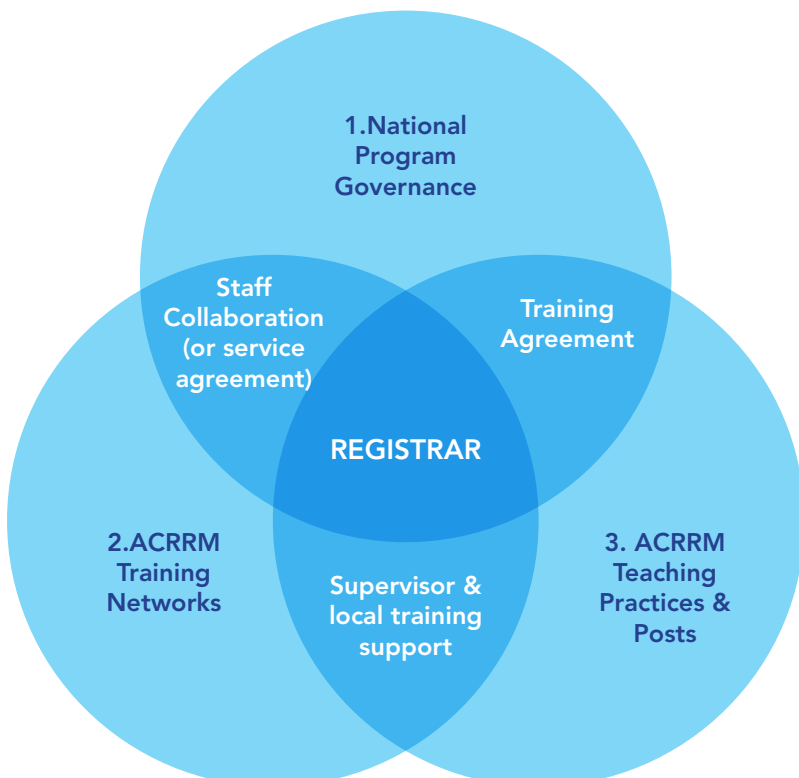 1.National
Program
Governance
Staff
Collaboration
(or service
agreement)
Training
Agreement
REGISTRAR
2.ACRRM
Training
Networks
Supervisor &
local training
support
3. ACRRM
Teaching
Practices &
Posts